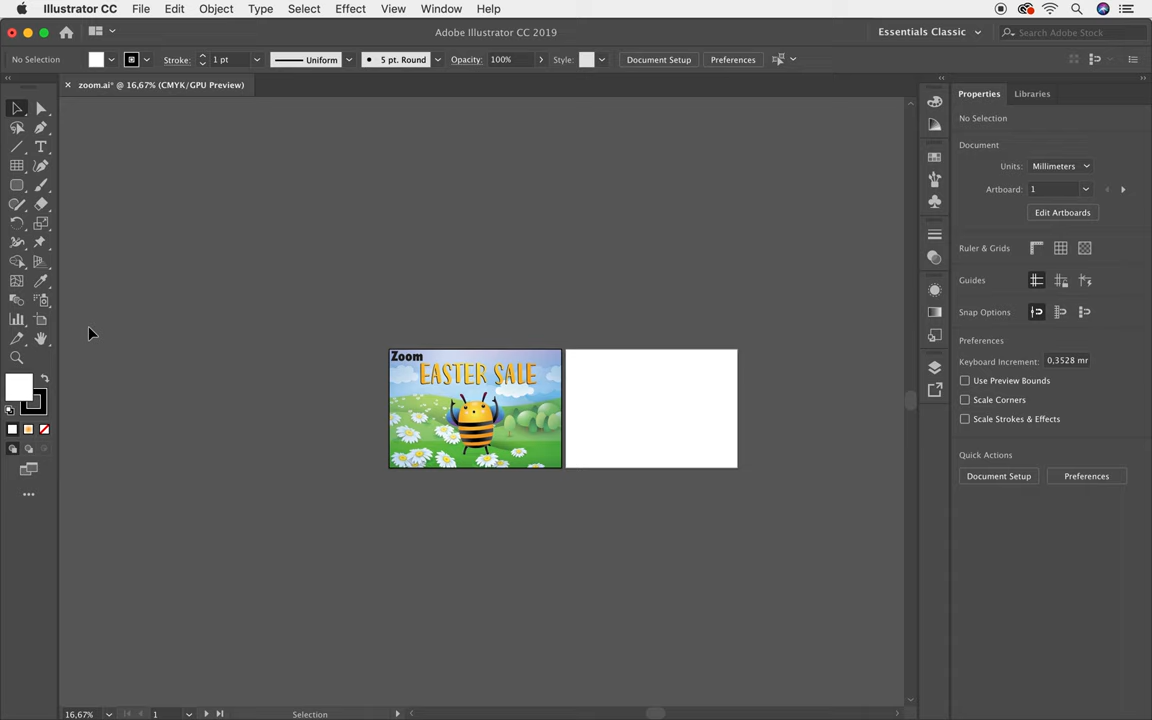 Illustrator CC File Edit Object Type Select Effect View Window Help
Adobe Illustrator CC 2019
Essentials Classic
Search Adobe Stock
No Selection
Stroke:
1 pt
Uniform
5 pt. Round
Opacity:
100%
Style:
Document Setup
Preferences
zoom.ai* @ 16,67% (CMYK/GPU Preview)
Properties
Libraries
No Selection
Document
Units:
Millimeters
Artboard:
1
Edit Artboards
Ruler & Grids
Guides
Snap Options
Preferences
Keyboard Increment:
0,3528 mr
Use Preview Bounds
Scale Corners
Scale Strokes & Effects
Quick Actions
Document Setup
Preferences
Zoom
EASTER SALE
16,67%
1
Selection